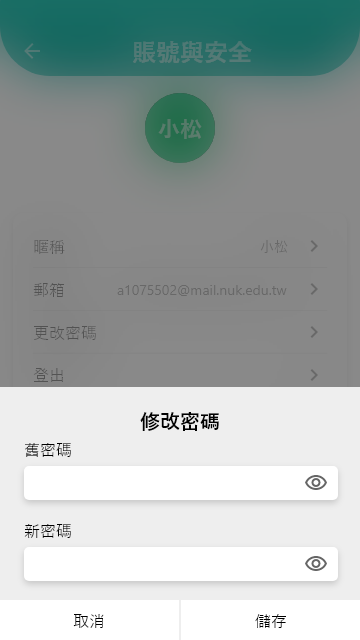 賬號與安全
小松
暱稱 小松
郵箱 a1075502@mail.nuk.edu.tw
更改密碼
登出
修改密碼
舊密碼
新密碼
取消 儲存